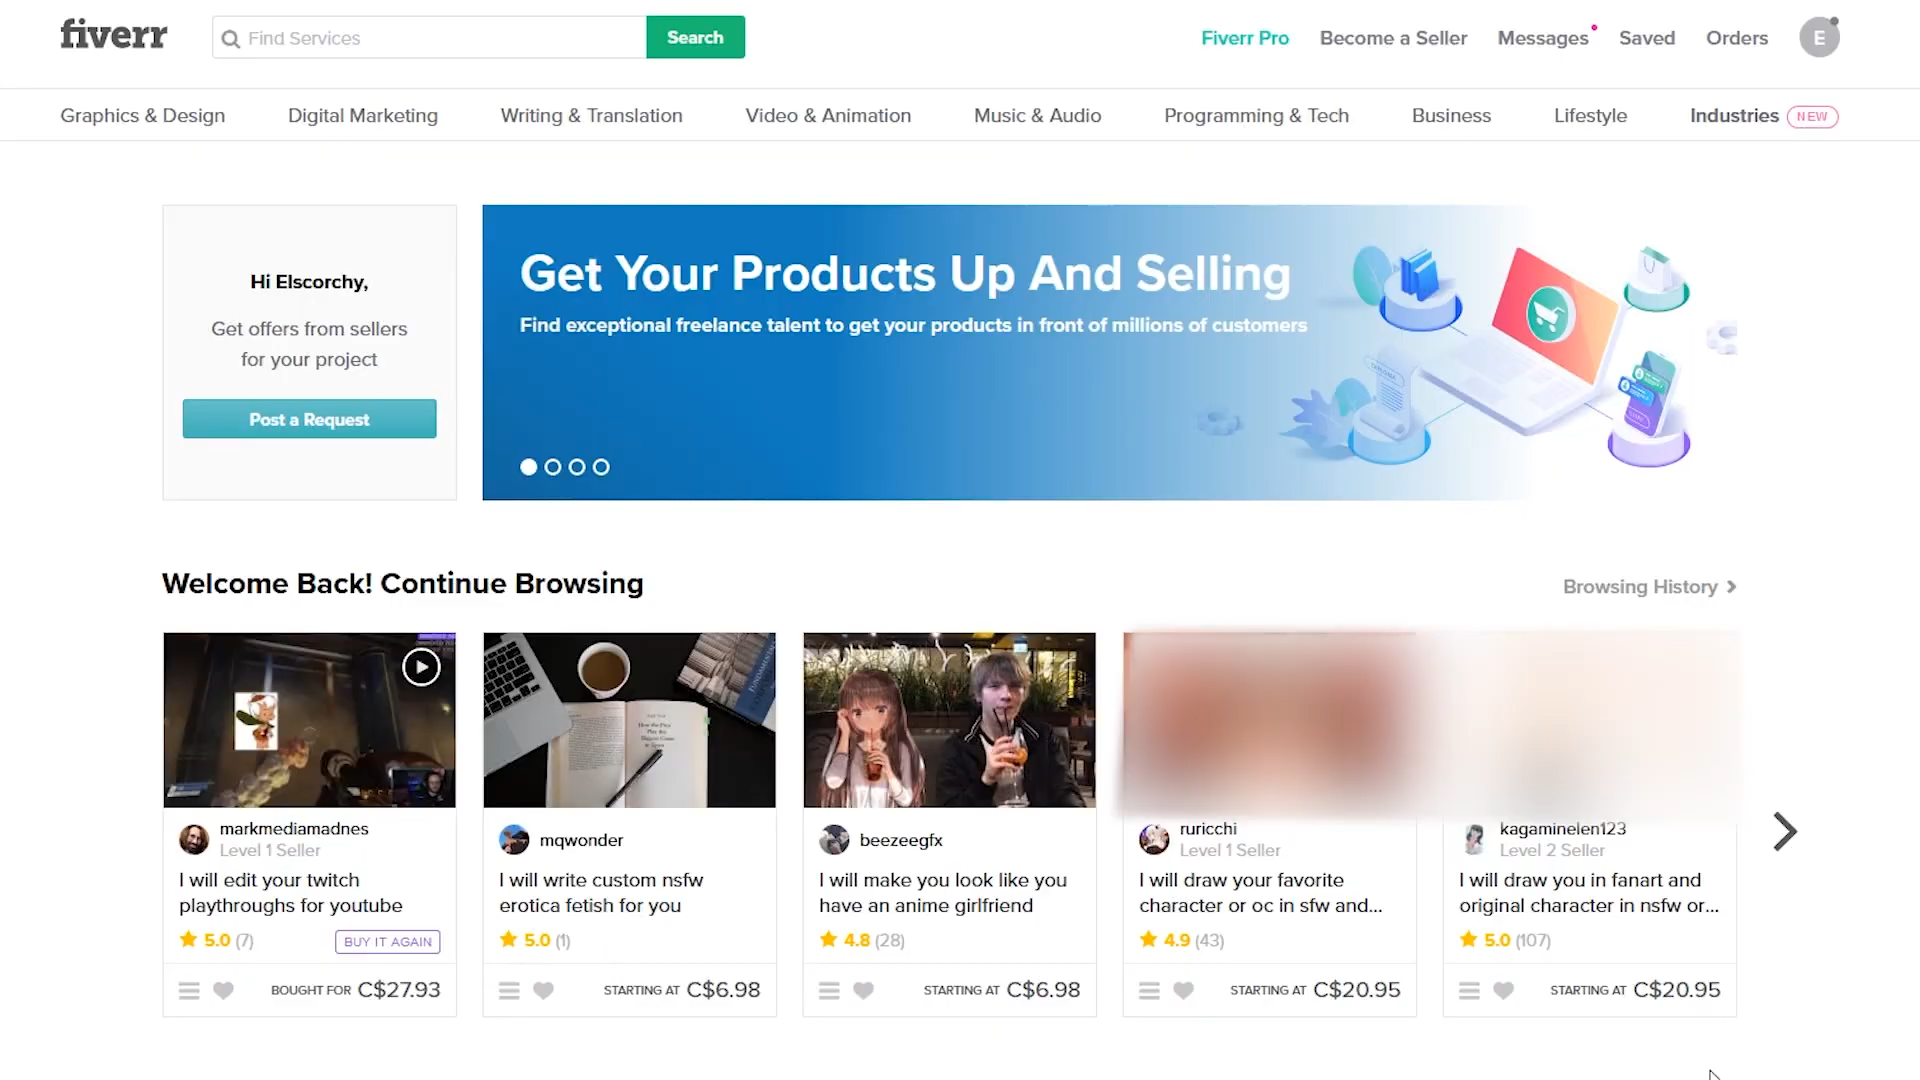 fiverr
Find Services
Search
Fiverr Pro
Become a Seller
Messages
Saved
Orders
E
Graphics & Design
Digital Marketing
Writing & Translation
Video & Animation
Music & Audio
Programming & Tech
Business
Lifestyle
Industries NEW
Hi Elscorchy,
Get offers from sellers
for your project
Post a Request
Get Your Products Up And Selling
Find exceptional freelance talent to get your products in front of millions of customers
Welcome Back! Continue Browsing
Browsing History
markmediamadnes
Level 1 Seller
I will edit your twitch
playthroughs for youtube
5.0 (7)
BUY IT AGAIN
BOUGHT FOR C$27.93
mqwonder
I will write custom nsfw
erotica fetish for you
5.0 (1)
STARTING AT C$6.98
beezeegfx
I will make you look like you
have an anime girlfriend
4.8 (28)
STARTING AT C$6.98
ruricchi
Level 1 Seller
I will draw your favorite
character or oc in sfw and...
4.9 (43)
STARTING AT C$20.95
kagaminelen123
Level 2 Seller
I will draw you in fanart and
original character in nsfw or...
5.0 (107)
STARTING AT C$20.95